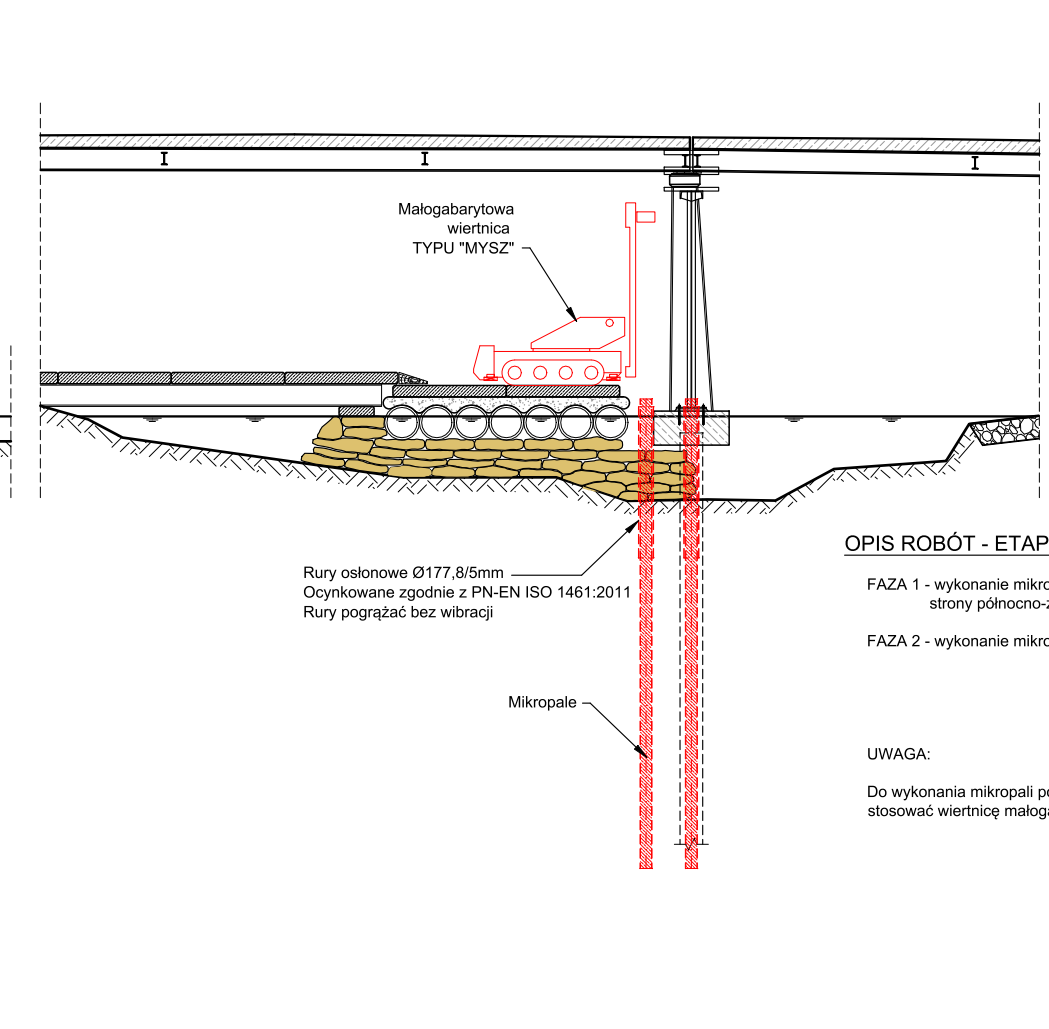 Małogabarytowa
wiertnica
TYPU "MYSZ"
Rury osłonowe Ø177,8/5mm
Ocynkowane zgodnie z PN-EN ISO 1461:2011
Rury pogrążać bez wibracji
Mikropale
OPIS ROBÓT - ETAP
FAZA 1 - wykonanie mikro
strony północno-z
FAZA 2 - wykonanie mikro
UWAGA:
Do wykonania mikropali po
stosować wiertnicę małoga